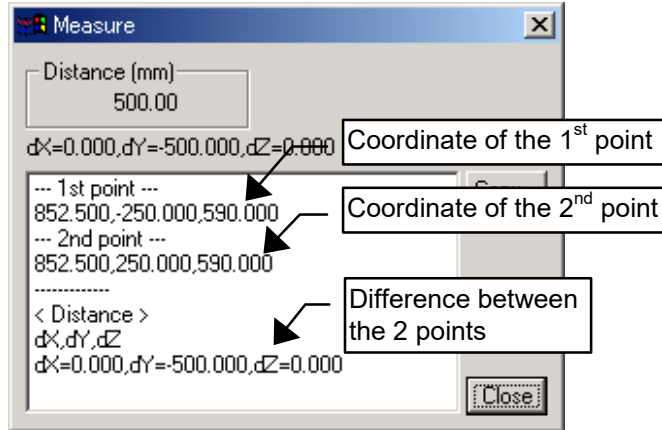 Measure
Distance (mm)
500.00
dX=0.000,dY=-500.000,dZ=0.000
Coordinate of the 1st point
--- 1st point ---
852.500,-250.000,590.000
Coordinate of the 2nd point
--- 2nd point ---
852.500,250.000,590.000
-------------
< Distance >
Difference between
the 2 points
dX,dY,dZ
dX=0.000,dY=-500.000,dZ=0.000
Close